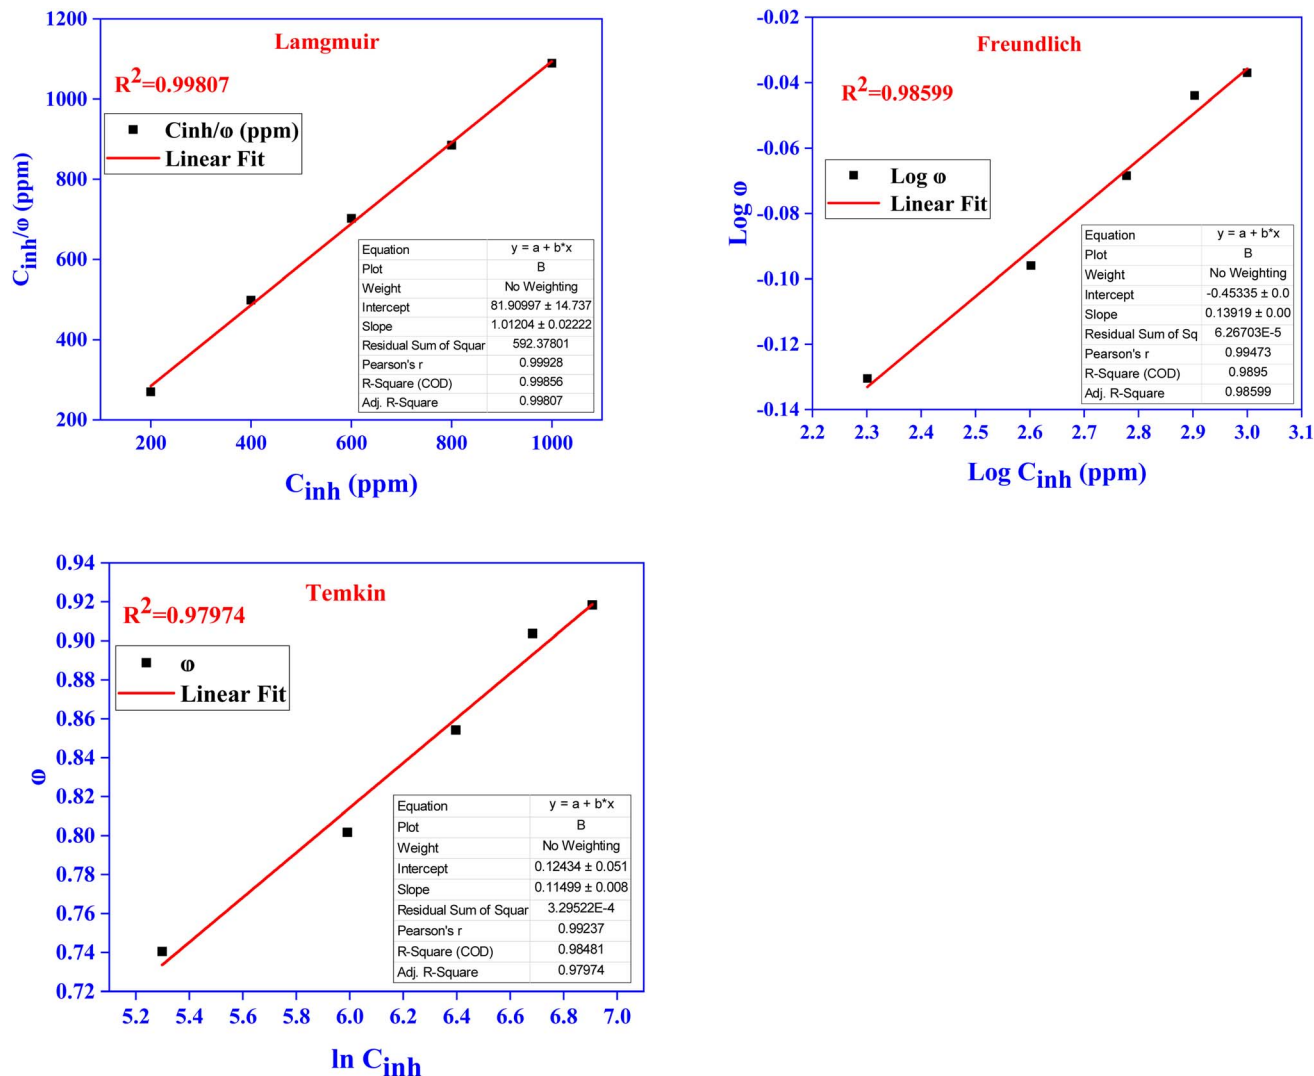 Lamgmuir
R2=0.99807
Cinh/φ (ppm)
Linear Fit
Cinh/φ (ppm)
1200
1000
800
600
400
200
Equation y = a + b*x
Plot B
Weight No Weighting
Intercept 81.90997 ± 14.737
Slope 1.01204 ± 0.02222
Residual Sum of Squar 592.37801
Pearson's r 0.99928
R-Square (COD) 0.99856
Adj. R-Square 0.99807
200 400 600 800 1000
Cinh (ppm)
Freundlich
R2=0.98599
Log φ
Linear Fit
Log φ
-0.02
-0.04
-0.06
-0.08
-0.10
-0.12
-0.14
Equation y = a + b*x
Plot B
Weight No Weighting
Intercept -0.45335 ± 0.0
Slope 0.13919 ± 0.00
Residual Sum of Sq 6.26703E-5
Pearson's r 0.99473
R-Square (COD) 0.9895
Adj. R-Square 0.98599
2.2 2.3 2.4 2.5 2.6 2.7 2.8 2.9 3.0 3.1
Log Cinh (ppm)
Temkin
R2=0.97974
φ
Linear Fit
φ
0.94
0.92
0.90
0.88
0.86
0.84
0.82
0.80
0.78
0.76
0.74
0.72
Equation y = a + b*x
Plot B
Weight No Weighting
Intercept 0.12434 ± 0.051
Slope 0.11499 ± 0.008
Residual Sum of Squar 3.29522E-4
Pearson's r 0.99237
R-Square (COD) 0.98481
Adj. R-Square 0.97974
5.2 5.4 5.6 5.8 6.0 6.2 6.4 6.6 6.8 7.0
ln Cinh